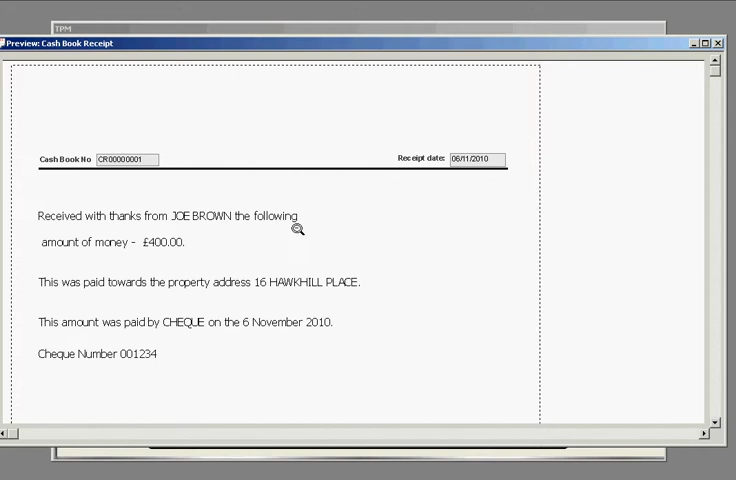 TPM
Preview: Cash Book Receipt
Cash Book No CR00000001 Receipt date: 06/11/2010
Received with thanks from JOE BROWN the following
amount of money - £400.00.
This was paid towards the property address 16 HAWKHILL PLACE.
This amount was paid by CHEQUE on the 6 November 2010.
Cheque Number 001234